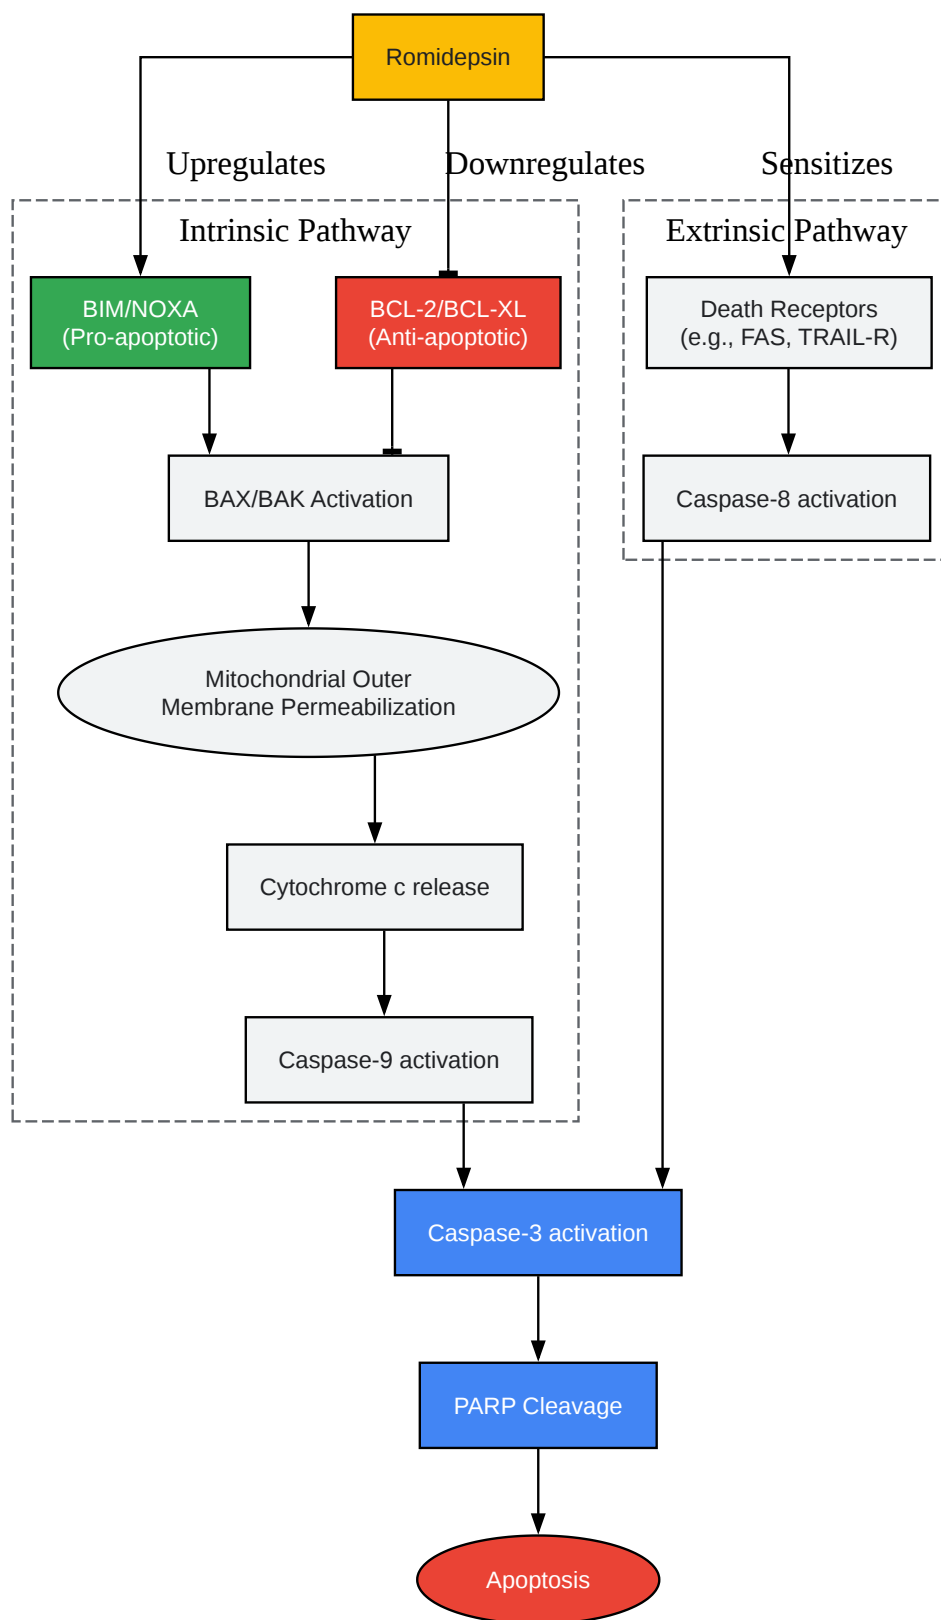 Romidepsin
Upregulates
Downregulates
Sensitizes
Intrinsic Pathway
Extrinsic Pathway
BIM/NOXA
(Pro-apoptotic)
BCL-2/BCL-XL
(Anti-apoptotic)
Death Receptors
(e.g., FAS, TRAIL-R)
BAX/BAK Activation
Caspase-8 activation
Mitochondrial Outer
Membrane Permeabilization
Cytochrome c release
Caspase-9 activation
Caspase-3 activation
PARP Cleavage
Apoptosis